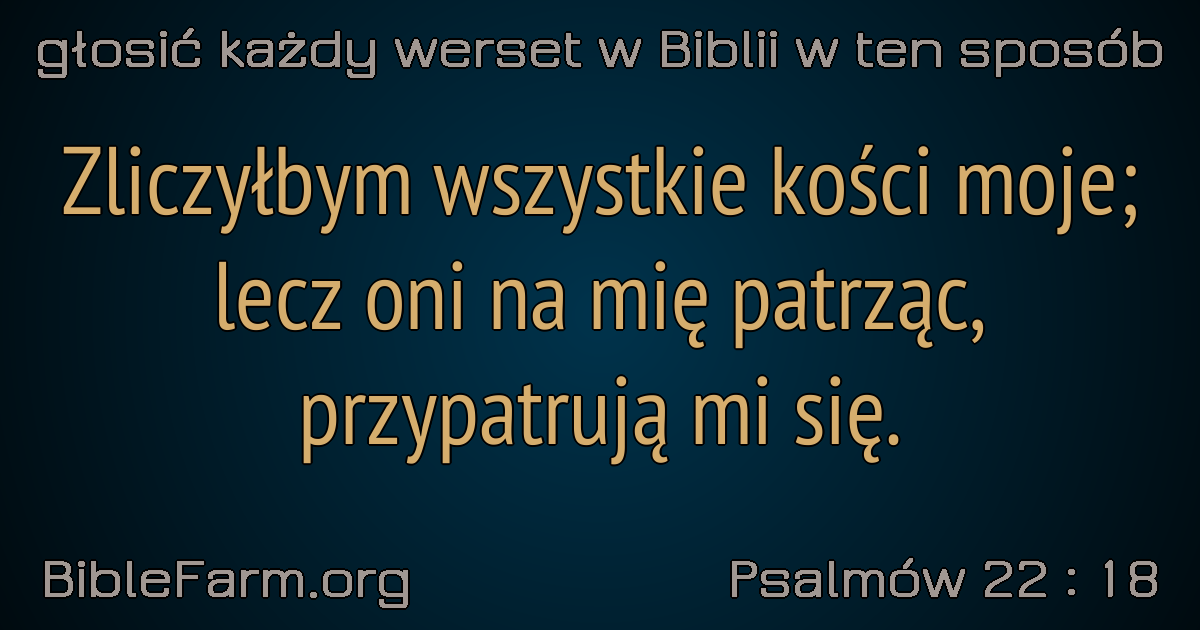 głosić każdy werset w Biblii w ten sposób
Zliczyłbym wszystkie kości moje;
lecz oni na mię patrząc,
przypatrują mi się.
BibleFarm.org
Psalmów 22 : 18